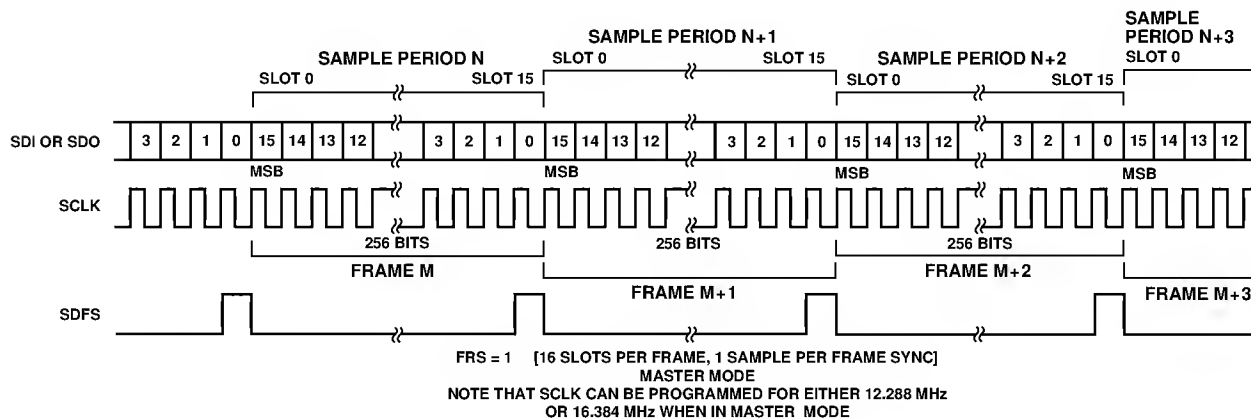 SAMPLE PERIOD N
SAMPLE PERIOD N+1
SAMPLE PERIOD N+2
SAMPLE
PERIOD N+3
SLOT 0 SLOT 15 SLOT 0 SLOT 15 SLOT 0 SLOT 15 SLOT 0
SDI OR SDO 3 2 1 0 15 14 13 12 3 2 1 0 15 14 13 12 3 2 1 0 15 14 13 12 3 2 1 0 15 14 13 12
MSB MSB MSB MSB
SCLK
256 BITS 256 BITS 256 BITS
FRAME M FRAME M+1 FRAME M+2 FRAME M+3
SDFS
FRS = 1 [16 SLOTS PER FRAME, 1 SAMPLE PER FRAME SYNC]
MASTER MODE
NOTE THAT SCLK CAN BE PROGRAMMED FOR EITHER 12.288 MHz
OR 16.384 MHz WHEN IN MASTER MODE